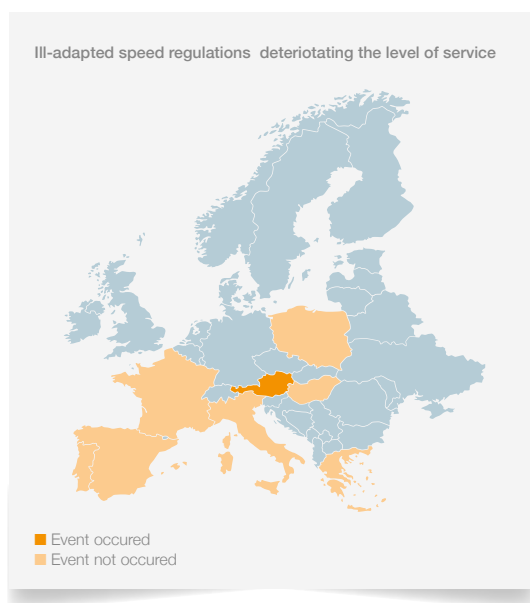 Ill-adapted speed regulations  deteriotating the level of service
Event occured
Event not occured